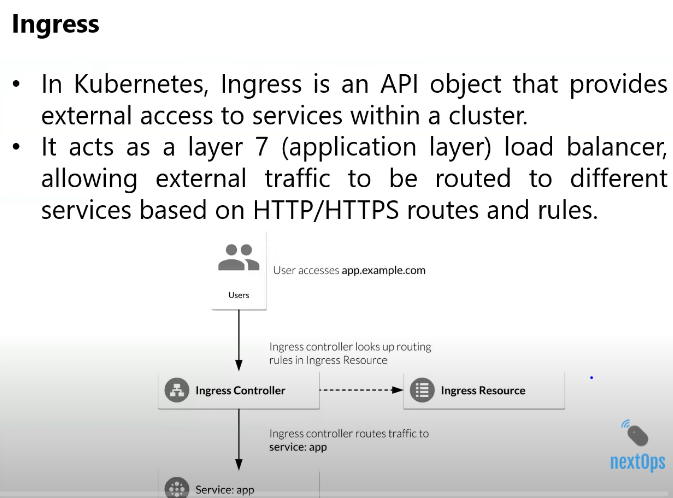 Ingress
• In Kubernetes, Ingress is an API object that provides
external access to services within a cluster.
• It acts as a layer 7 (application layer) load balancer,
allowing external traffic to be routed to different
services based on HTTP/HTTPS routes and rules.
User accesses app.example.com
Users
Ingress controller looks up routing
rules in Ingress Resource
Ingress Controller
Ingress Resource
Ingress controller routes traffic to
service: app
nextOps
Service: app